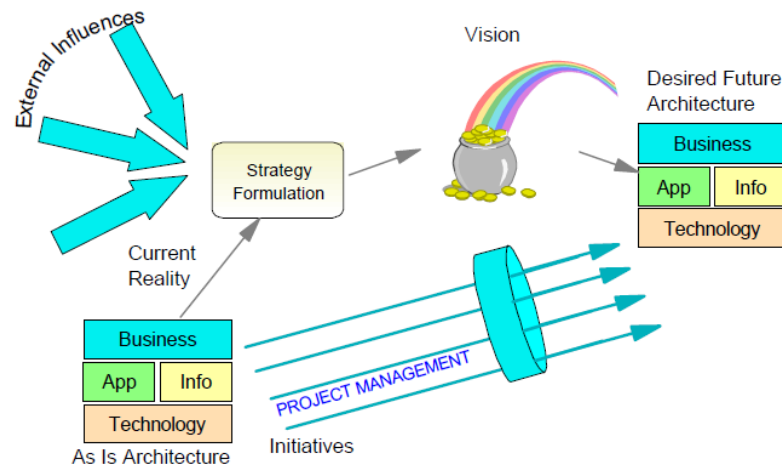 External Influences
Vision
Desired Future
Architecture
Business
App
Info
Technology
Strategy
Formulation
Current
Reality
Business
App
Info
Technology
As Is Architecture
PROJECT MANAGEMENT
Initiatives